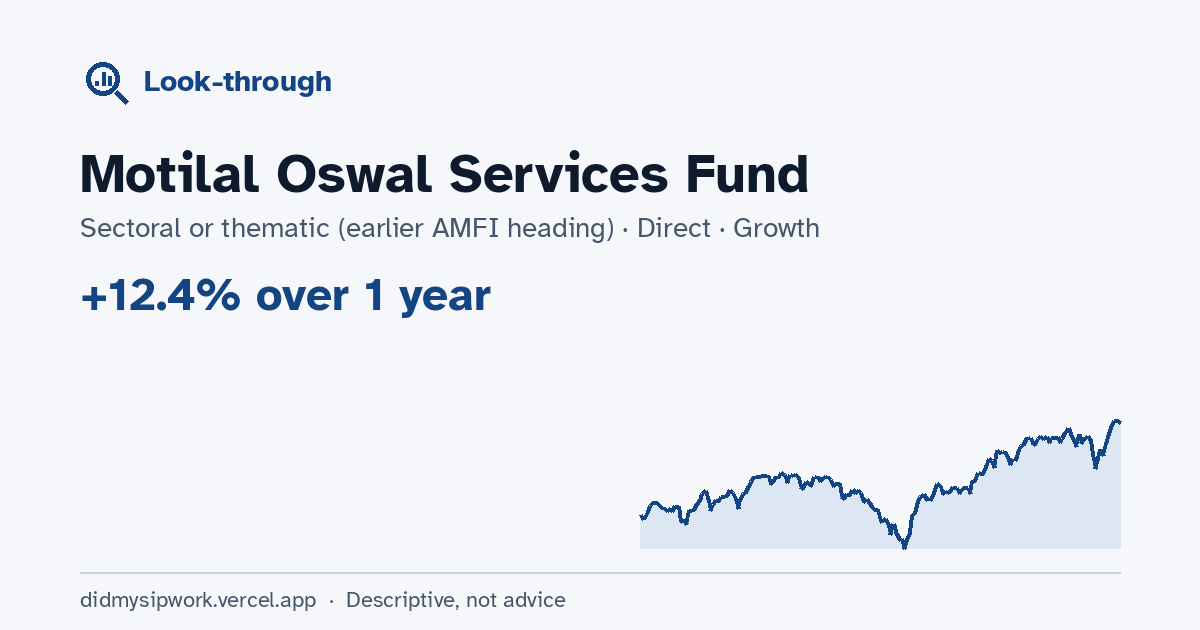 Look-through
Motilal Oswal Services Fund
Sectoral or thematic (earlier AMFI heading) · Direct · Growth
+12.4% over 1 year
didmysipwork.vercel.app · Descriptive, not advice